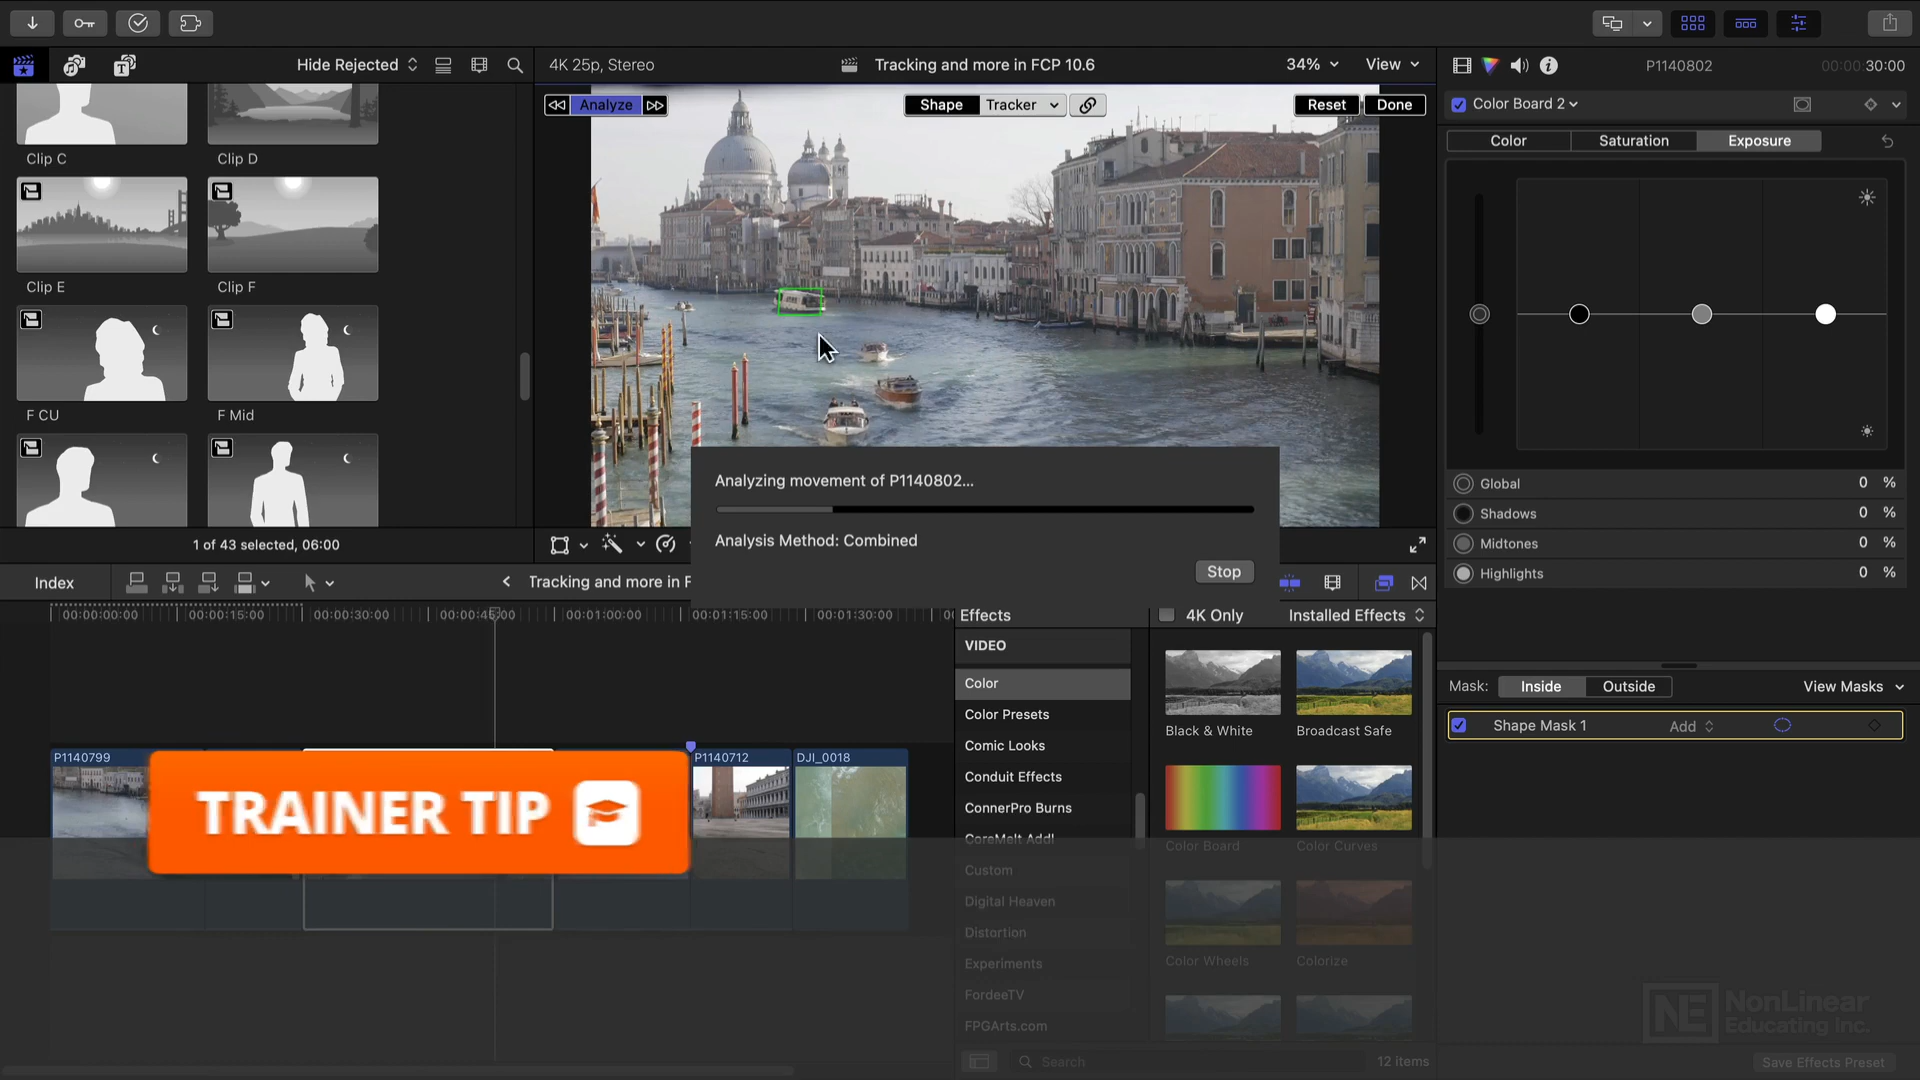 Hide Rejected
4K 25p, Stereo
Tracking and more in FCP 10.6
34%
View
P1140802
00:00:30:00
Analyze
Shape
Tracker
Reset
Done
Color Board 2
Color
Saturation
Exposure
Clip C
Clip D
Clip E
Clip F
F CU
F Mid
1 of 43 selected, 06:00
Analyzing movement of P1140802...
Analysis Method: Combined
Stop
Global
0 %
Shadows
0 %
Midtones
0 %
Highlights
0 %
Index
Tracking and more in F
00:00:00:00
00:00:15:00
00:00:30:00
00:00:45:00
00:01:00:00
00:01:15:00
00:01:30:00
Effects
4K Only
Installed Effects
VIDEO
Color
Color Presets
Comic Looks
Conduit Effects
ConnerPro Burns
CoreMelt Addl
Custom
Digital Heaven
Distortion
Experiments
FordeeTV
FPGArts.com
Black & White
Broadcast Safe
Color Board
Color Curves
Color Wheels
Colorize
Search
12 items
Mask:
Inside
Outside
View Masks
Shape Mask 1
Add
P1140799
P1140712
DJI_0018
TRAINER TIP
NE
NonLinear
Educating Inc.
Save Effects Preset